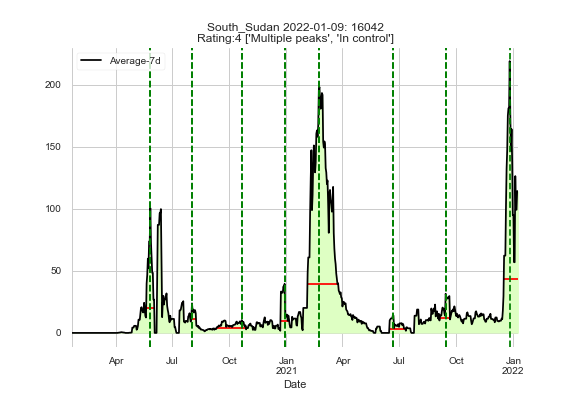 South_Sudan 2022-01-09: 16042
Rating:4 ['Multiple peaks', 'In control']
Average-7d
200
150
100
50
0
Apr
Jul
Oct
Jan
2021
Apr
Jul
Oct
Jan
2022
Date